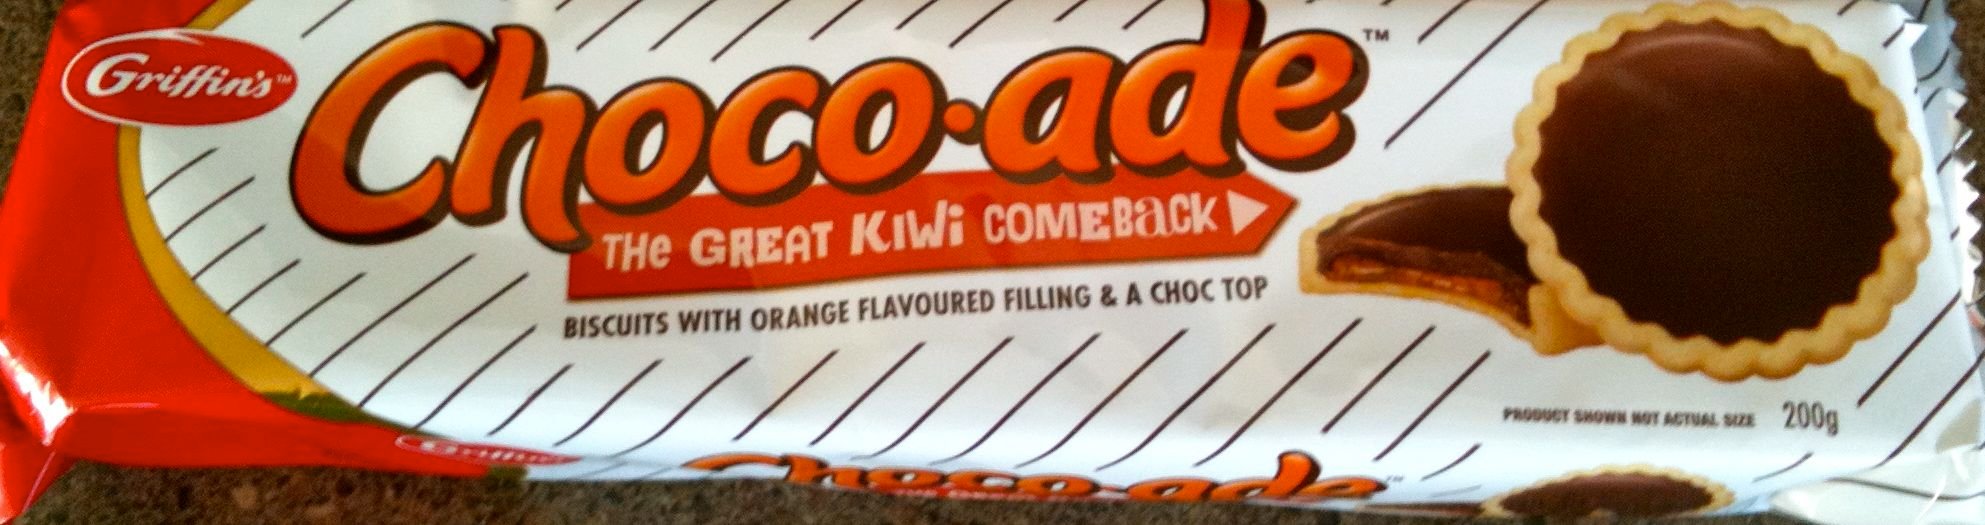 Griffin's™
Choco·ade™
THe GREAT KIWi COMEBaCK
BISCUITS WITH ORANGE FLAVOURED FILLING & A CHOC TOP
PRODUCT SHOWN NOT ACTUAL SIZE 200g
Griffin's
Choco·ade™